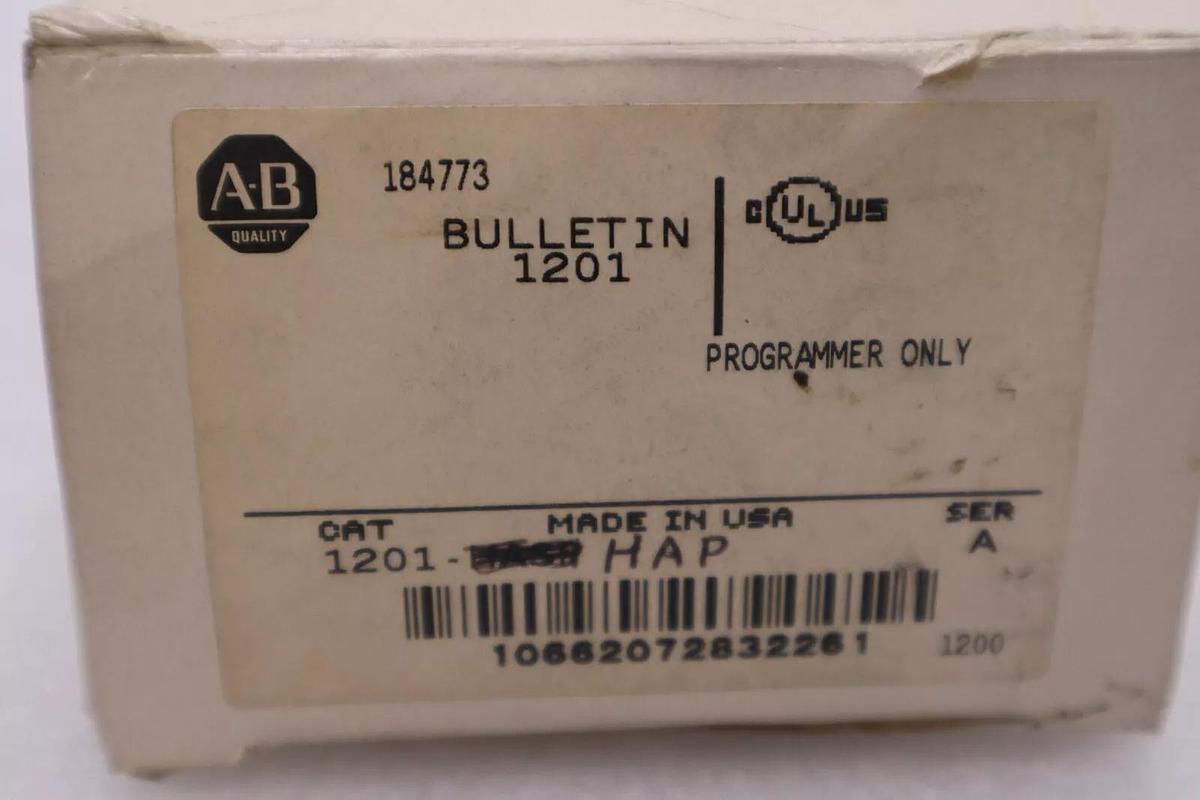 A-B
QUALITY
184773
BULLETIN
1201
C UL US
PROGRAMMER ONLY
CAT
MADE IN USA
SER
1201- HAP
A
10662072832261
1200